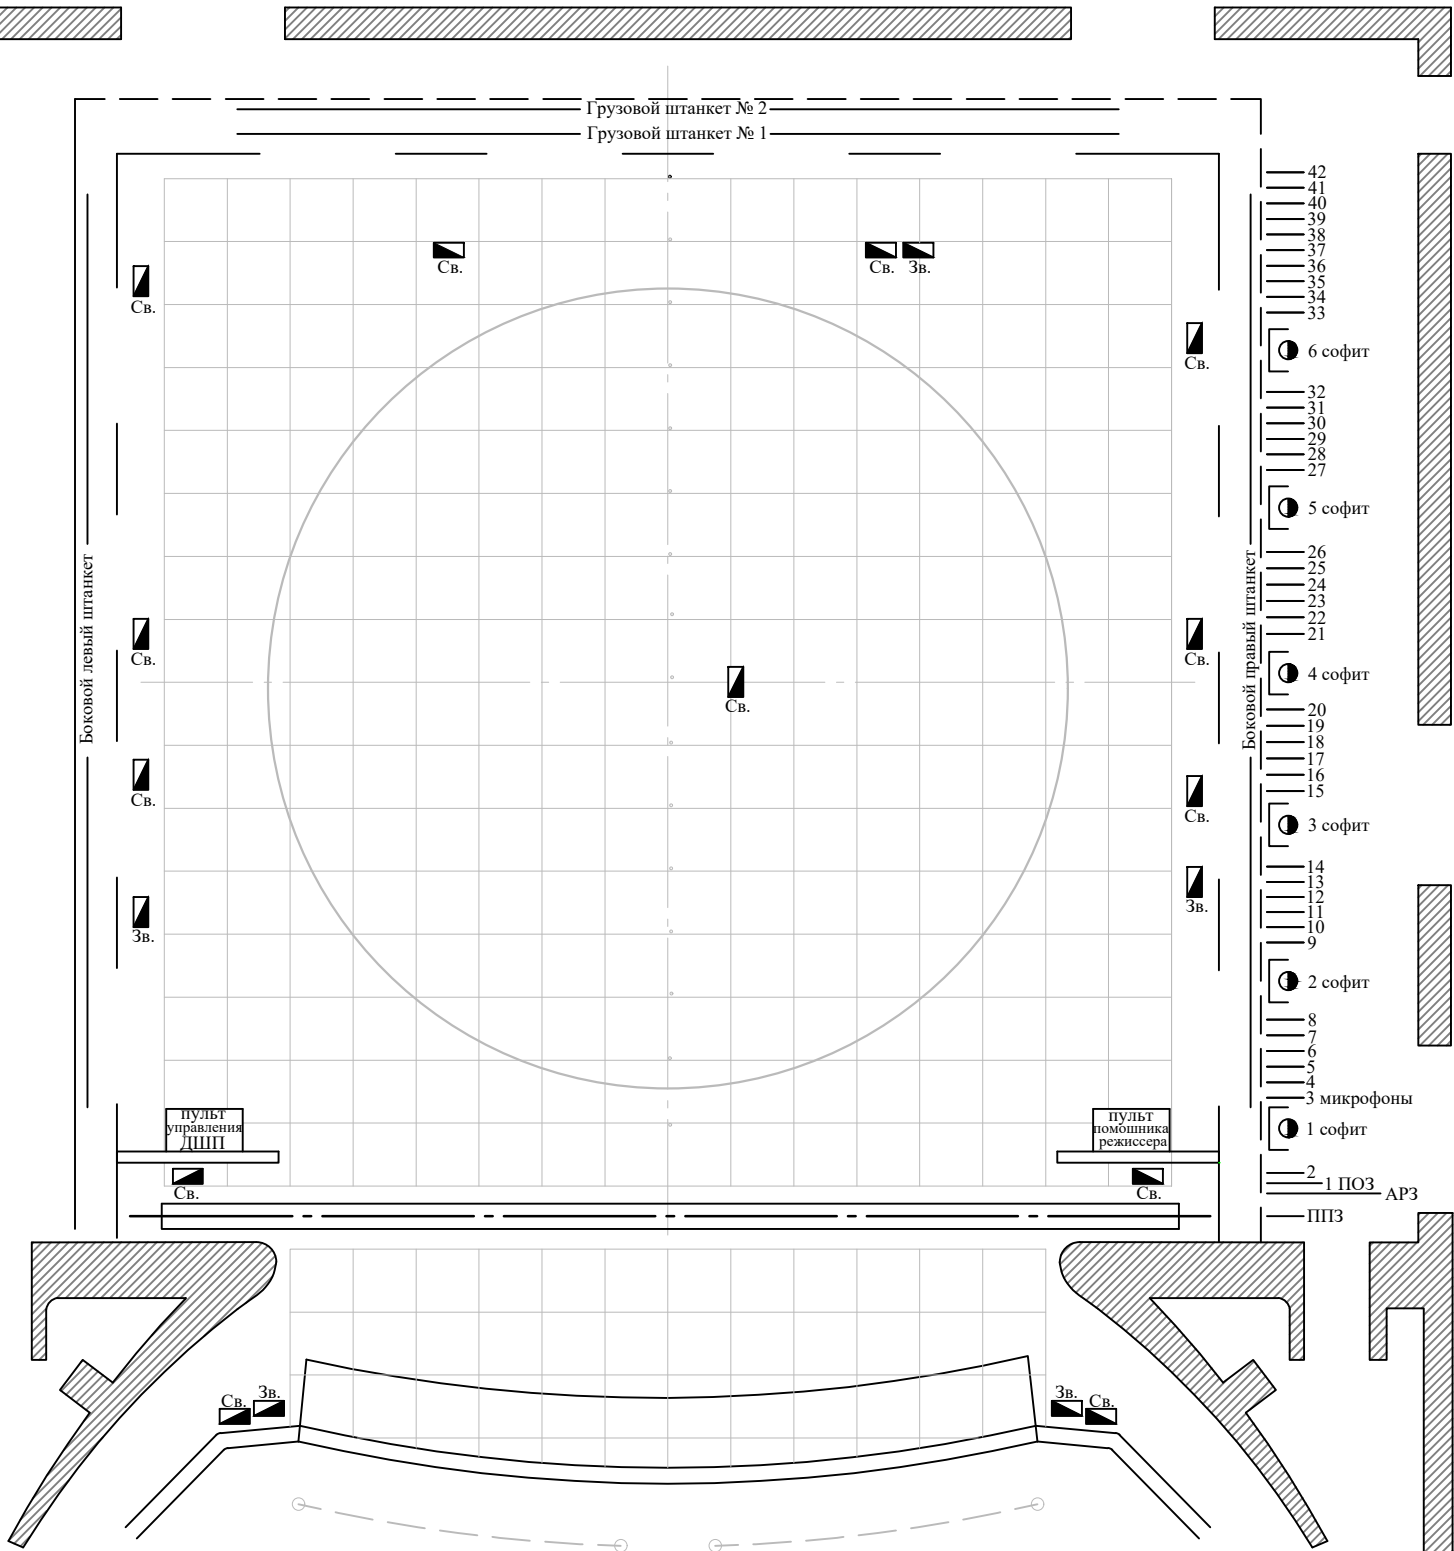 Грузовой штанкет № 2
Грузовой штанкет № 1
42
41
40
39
38
37
36
35
34
33
6 софит
32
31
30
29
28
27
5 софит
26
25
24
23
22
21
4 софит
20
19
18
17
16
15
3 софит
14
13
12
11
10
9
2 софит
8
7
6
5
4
3 микрофоны
1 софит
2
1 ПОЗ
АРЗ
ППЗ
Св.
Св.
Зв.
Св.
Св.
Св.
Св.
Св.
Св.
Св.
Зв.
Зв.
Боковой левый штанкет
Боковой правый штанкет
пульт
управления
ДШП
пульт
помошника
режиссера
Св.
Св.
Св.
Зв.
Зв.
Св.